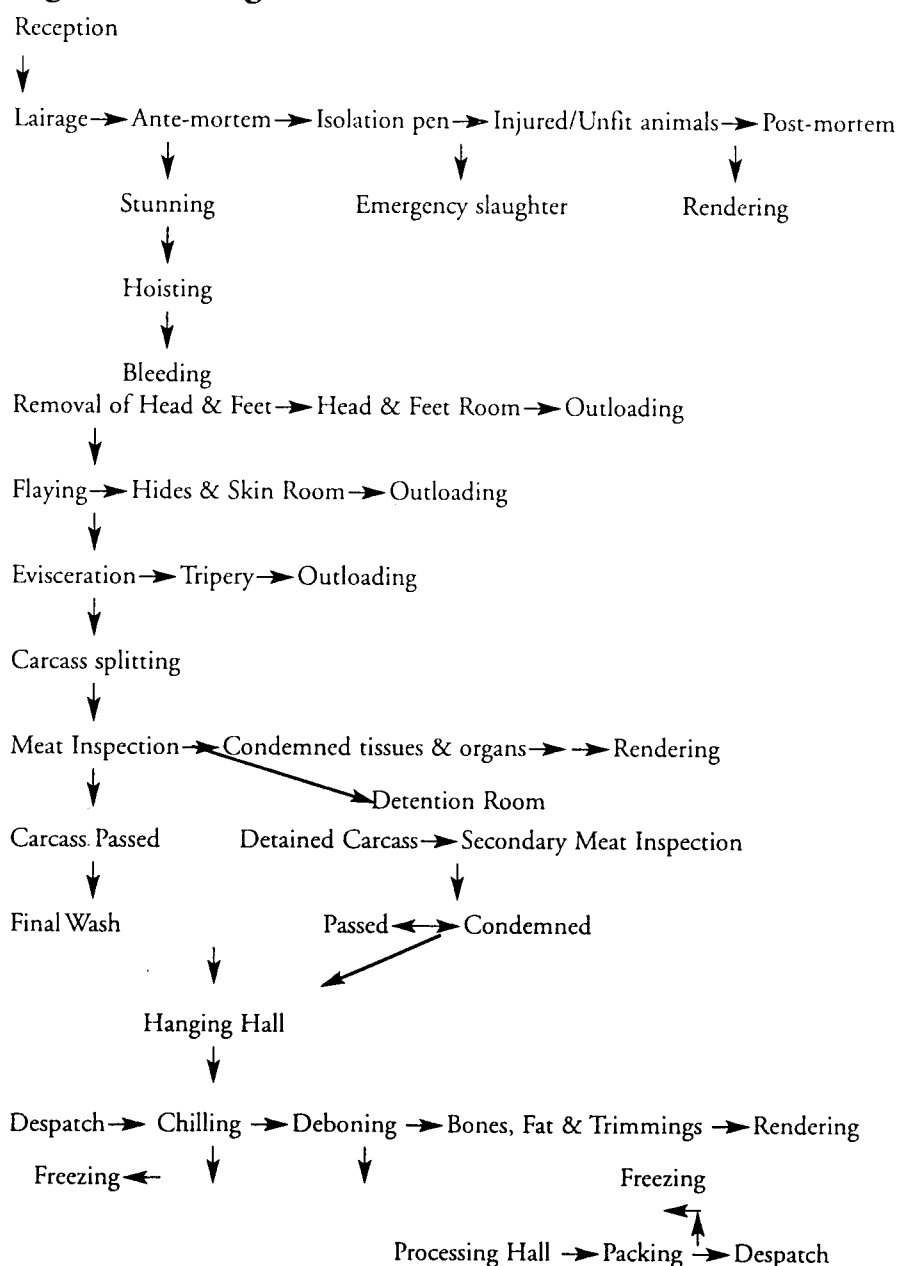 Reception
Lairage Ante-mortem Isolation pen Injured/Unfit animals Post-mortem
Stunning Emergency slaughter Rendering
Hoisting
Bleeding
Removal of Head & Feet Head & Feet Room Outloading
Flaying Hides & Skin Room Outloading
Evisceration Tripery Outloading
Carcass splitting
Meat Inspection Condemned tissues & organs Rendering
Detention Room
Carcass Passed Detained Carcass Secondary Meat Inspection
Final Wash Passed Condemned
Hanging Hall
Despatch Chilling Deboning Bones, Fat & Trimmings Rendering
Freezing Freezing
Processing Hall Packing Despatch